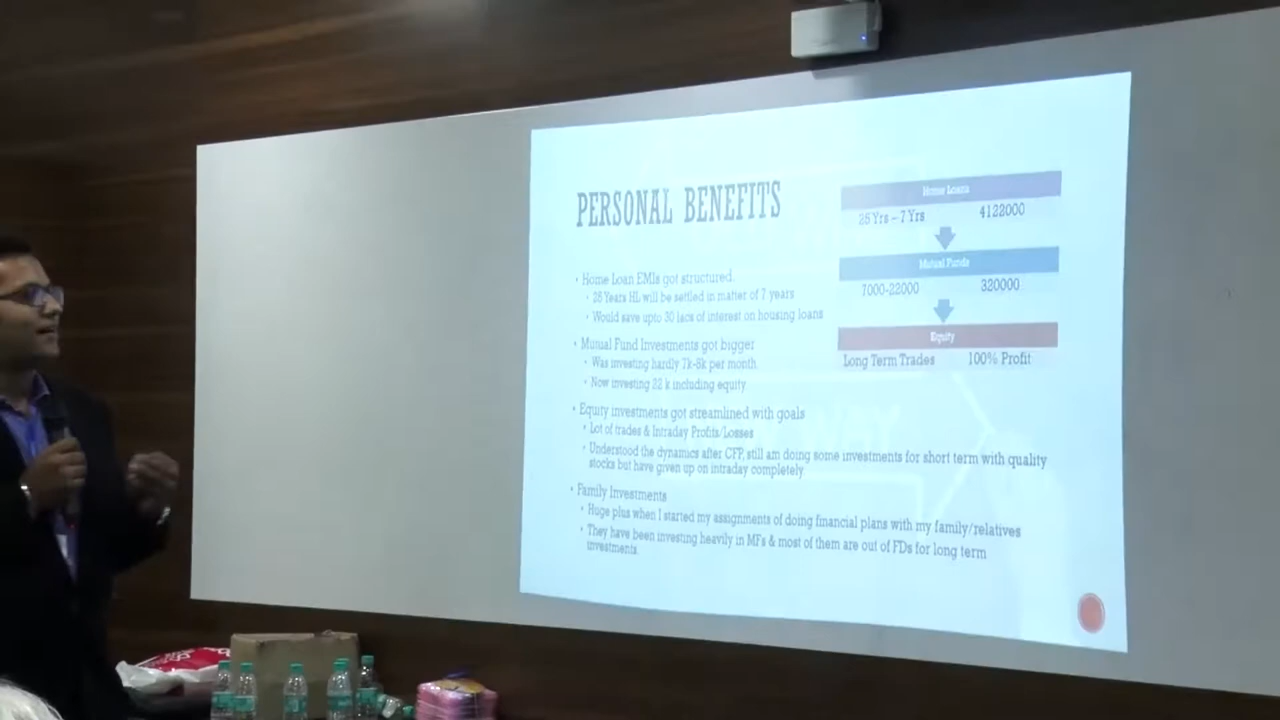 PERSONAL BENEFITS
Home Loan EMIs got structured.
25 Years HL will be settled in matter of 7 years
Would save upto 30 lacs of interest on housing loans
Mutual Fund Investments got bigger
Was investing hardly 7k-8k per month.
Now investing 22 k including equity
Equity investments got streamlined with goals
Lot of trades & Intraday Profits/Losses
Understood the dynamics after CFP, still am doing some investments for short term with quality
stocks but have given up on intraday completely
Family Investments
Huge plus when I started my assignments of doing financial plans with my family/relatives
They have been investing heavily in MFs & most of them are out of FDs for long term
investments.
Home Loans
25 Yrs – 7 Yrs 4122000
Mutual Funds
7000-22000 320000
Equity
Long Term Trades 100% Profit